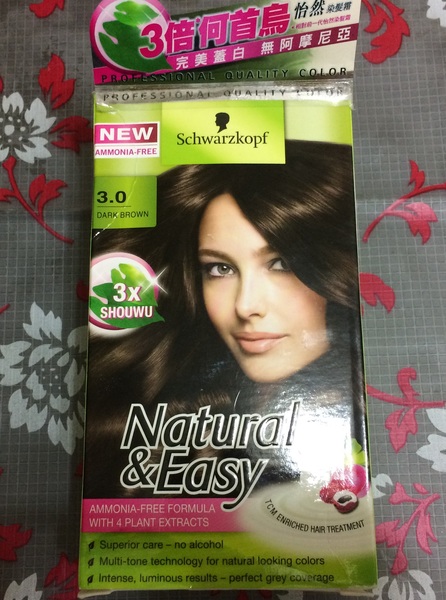 3倍何首烏
怡然染髮霜
完美蓋白 無阿摩尼亞
PROFESSIONAL QUALITY COLOR
PROFESSIONAL QUALITY COLOR
NEW
AMMONIA-FREE
Schwarzkopf
3.0
DARK BROWN
3x
SHOUWU
Natural
&Easy
AMMONIA-FREE FORMULA
WITH 4 PLANT EXTRACTS
TCM ENRICHED HAIR TREATMENT
Superior care – no alcohol
Multi-tone technology for natural looking colors
Intense, luminous results – perfect grey coverage